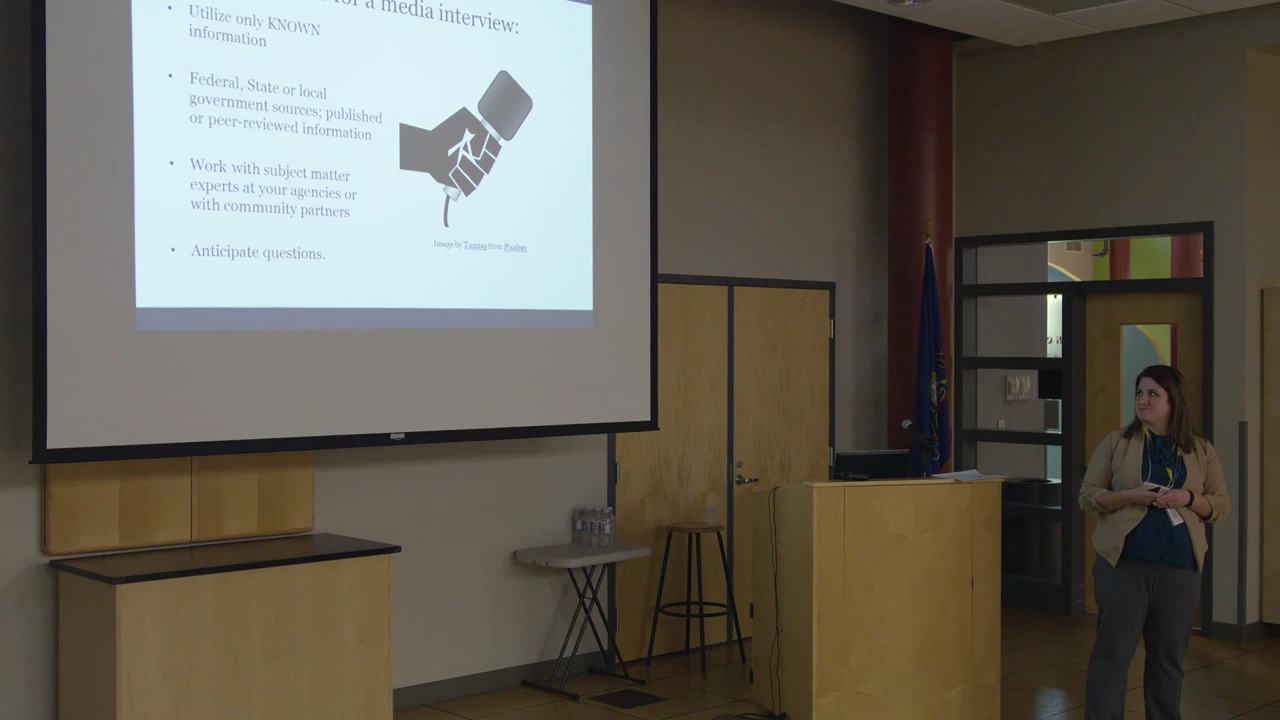 for a media interview:
• Utilize only KNOWN
information
• Federal, State or local
government sources; published
or peer-reviewed information
• Work with subject matter
experts at your agencies or
with community partners
• Anticipate questions.
Image by Tumisu from Pixabay